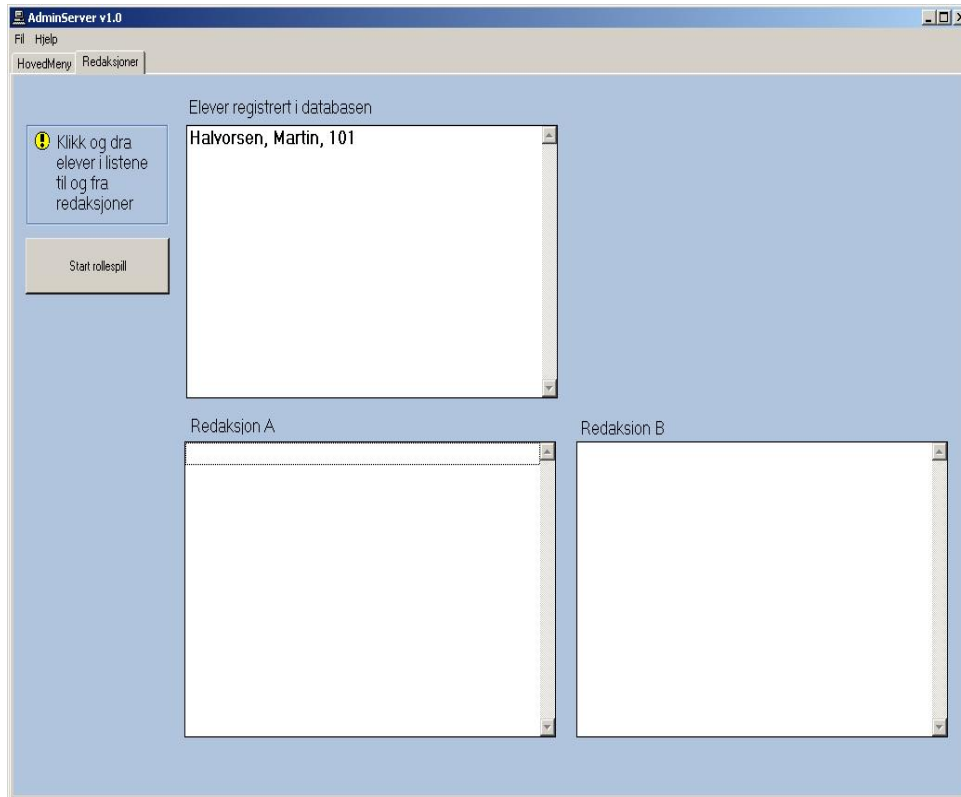 AdminServer v1.0
Fil Hjelp
HovedMeny Redaksjoner
Elever registrert i databasen
Klikk og dra
elever i listene
til og fra
redaksjoner
Halvorsen, Martin, 101
Start rollespill
Redaksjon A
Redaksion B